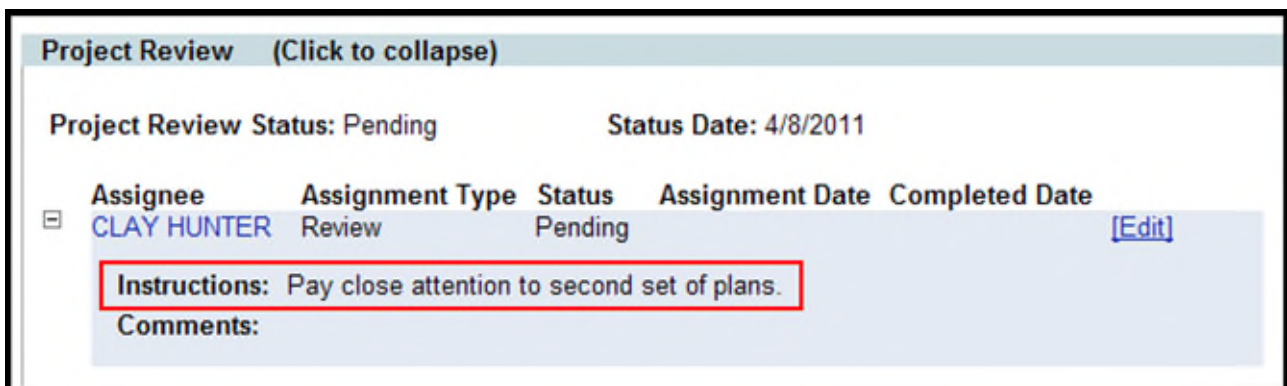 Project Review (Click to collapse)
Project Review Status: Pending Status Date: 4/8/2011
Assignee Assignment Type Status Assignment Date Completed Date
CLAY HUNTER Review Pending [Edit]
Instructions: Pay close attention to second set of plans.
Comments: